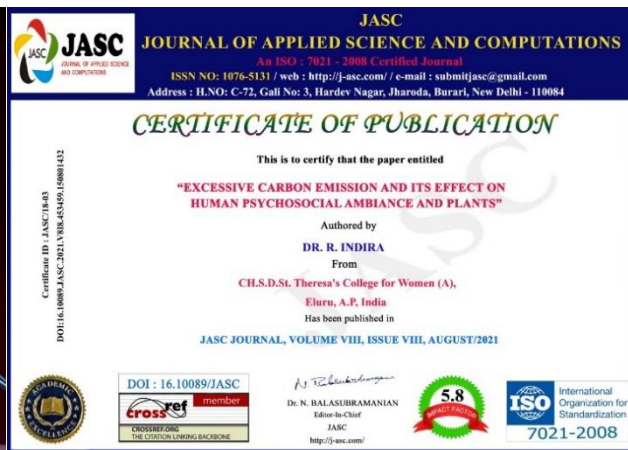 JASC
JASC
JOURNAL OF APPLIED SCIENCE
AND COMPUTATIONS
JASC
JOURNAL OF APPLIED SCIENCE AND COMPUTATIONS
An ISO : 7021 - 2008 Certified Journal
ISSN NO: 1076-5131 / web : http://j-asc.com/ / e-mail : submitjasc@gmail.com
Address : H.NO: C-72, Gali No: 3, Hardev Nagar, Jharoda, Burari, New Delhi - 110084
CERTIFICATE OF PUBLICATION
This is to certify that the paper entitled
“EXCESSIVE CARBON EMISSION AND ITS EFFECT ON
HUMAN PSYCHOSOCIAL AMBIANCE AND PLANTS”
Authored by
DR. R. INDIRA
From
CH.S.D.St. Theresa's College for Women (A),
Eluru, A.P, India
Has been published in
JASC JOURNAL, VOLUME VIII, ISSUE VIII, AUGUST/2021
Certificate ID : JASC/18-03
DOI:16.10089.JASC.2021.V8I8.453459.150801432
JASC
ACADEMIC
EXCELLENCE
DOI : 16.10089/JASC
crossref
member
CROSSREF.ORG
THE CITATION LINKING BACKBONE
Dr. N. BALASUBRAMANIAN
Editor-In-Chief
JASC
http://j-asc.com/
5.8
IMPACT FACTOR
ISO
International
Organization for
Standardization
7021-2008